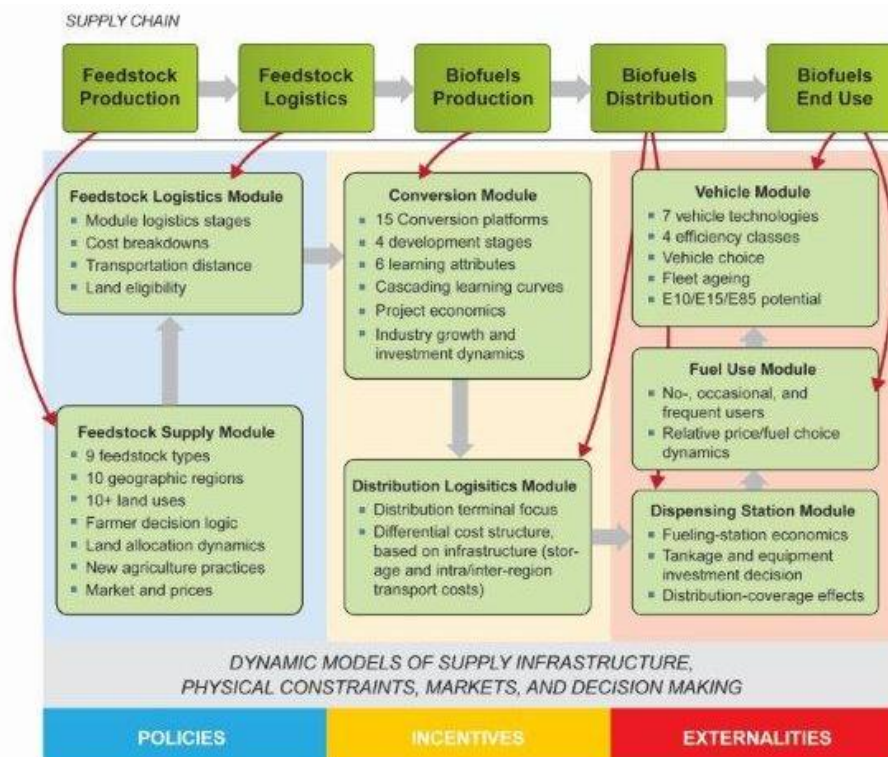 SUPPLY CHAIN
Feedstock
Production
Feedstock
Logistics
Biofuels
Production
Biofuels
Distribution
Biofuels
End Use
Feedstock Logistics Module
Module logistics stages
Cost breakdowns
Transportation distance
Land eligibility
Feedstock Supply Module
9 feedstock types
10 geographic regions
10+ land uses
Farmer decision logic
Land allocation dynamics
New agriculture practices
Market and prices
Conversion Module
15 Conversion platforms
4 development stages
6 learning attributes
Cascading learning curves
Project economics
Industry growth and
investment dynamics
Distribution Logisitics Module
Distribution terminal focus
Differential cost structure,
based on infrastructure (stor-
age and intra/inter-region
transport costs)
Vehicle Module
7 vehicle technologies
4 efficiency classes
Vehicle choice
Fleet ageing
E10/E15/E85 potential
Fuel Use Module
No-, occasional, and
frequent users
Relative price/fuel choice
dynamics
Dispensing Station Module
Fueling-station economics
Tankage and equipment
investment decision
Distribution-coverage effects
DYNAMIC MODELS OF SUPPLY INFRASTRUCTURE,
PHYSICAL CONSTRAINTS, MARKETS, AND DECISION MAKING
POLICIES
INCENTIVES
EXTERNALITIES